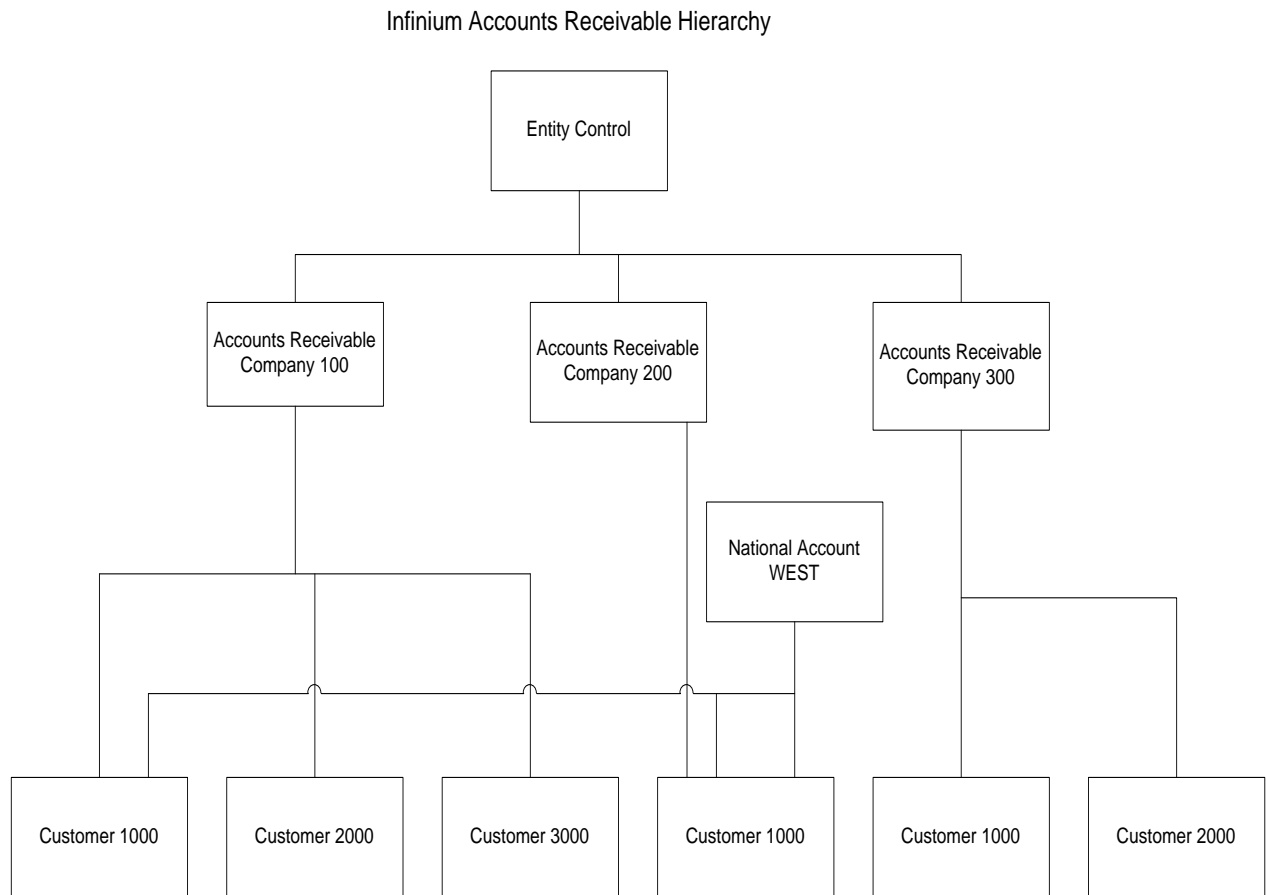 Infinium Accounts Receivable Hierarchy
Entity Control
Accounts Receivable
Company 100
Accounts Receivable
Company 200
Accounts Receivable
Company 300
National Account
WEST
Customer 1000
Customer 2000
Customer 3000
Customer 1000
Customer 1000
Customer 2000